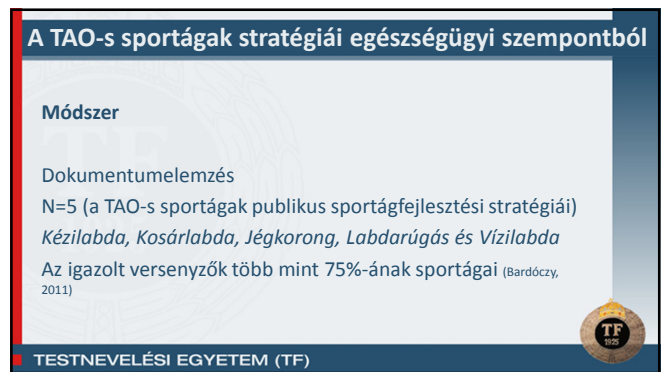 A TAO-s sportágak stratégiái egészségügyi szempontból
Módszer
Dokumentumelemzés
N=5 (a TAO-s sportágak publikus sportágfejlesztési stratégiái)
Kézilabda, Kosárlabda, Jégkorong, Labdarúgás és Vízilabda
Az igazolt versenyzők több mint 75%-ának sportágai (Bardóczy,
2011)
TF
1925
TESTNEVELÉSI EGYETEM (TF)